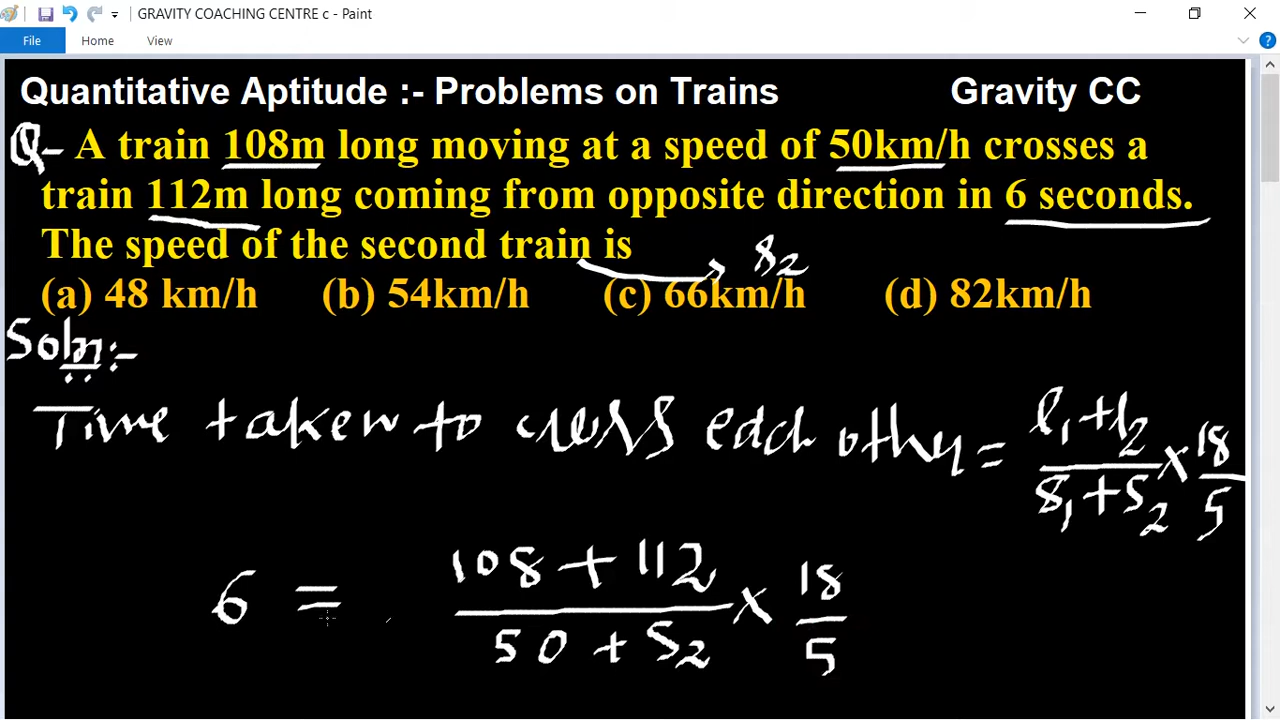 GRAVITY COACHING CENTRE c - Paint
File Home View
Quantitative Aptitude :- Problems on Trains Gravity CC
Q- A train 108m long moving at a speed of 50km/h crosses a
train 112m long coming from opposite direction in 6 seconds.
The speed of the second train is → S2
(a) 48 km/h (b) 54km/h (c) 66km/h (d) 82km/h
Soln:-
Time taken to cross each other = l1+l2 / S1+S2 × 18/5
6 = 108 + 112 / 50 + S2 × 18/5